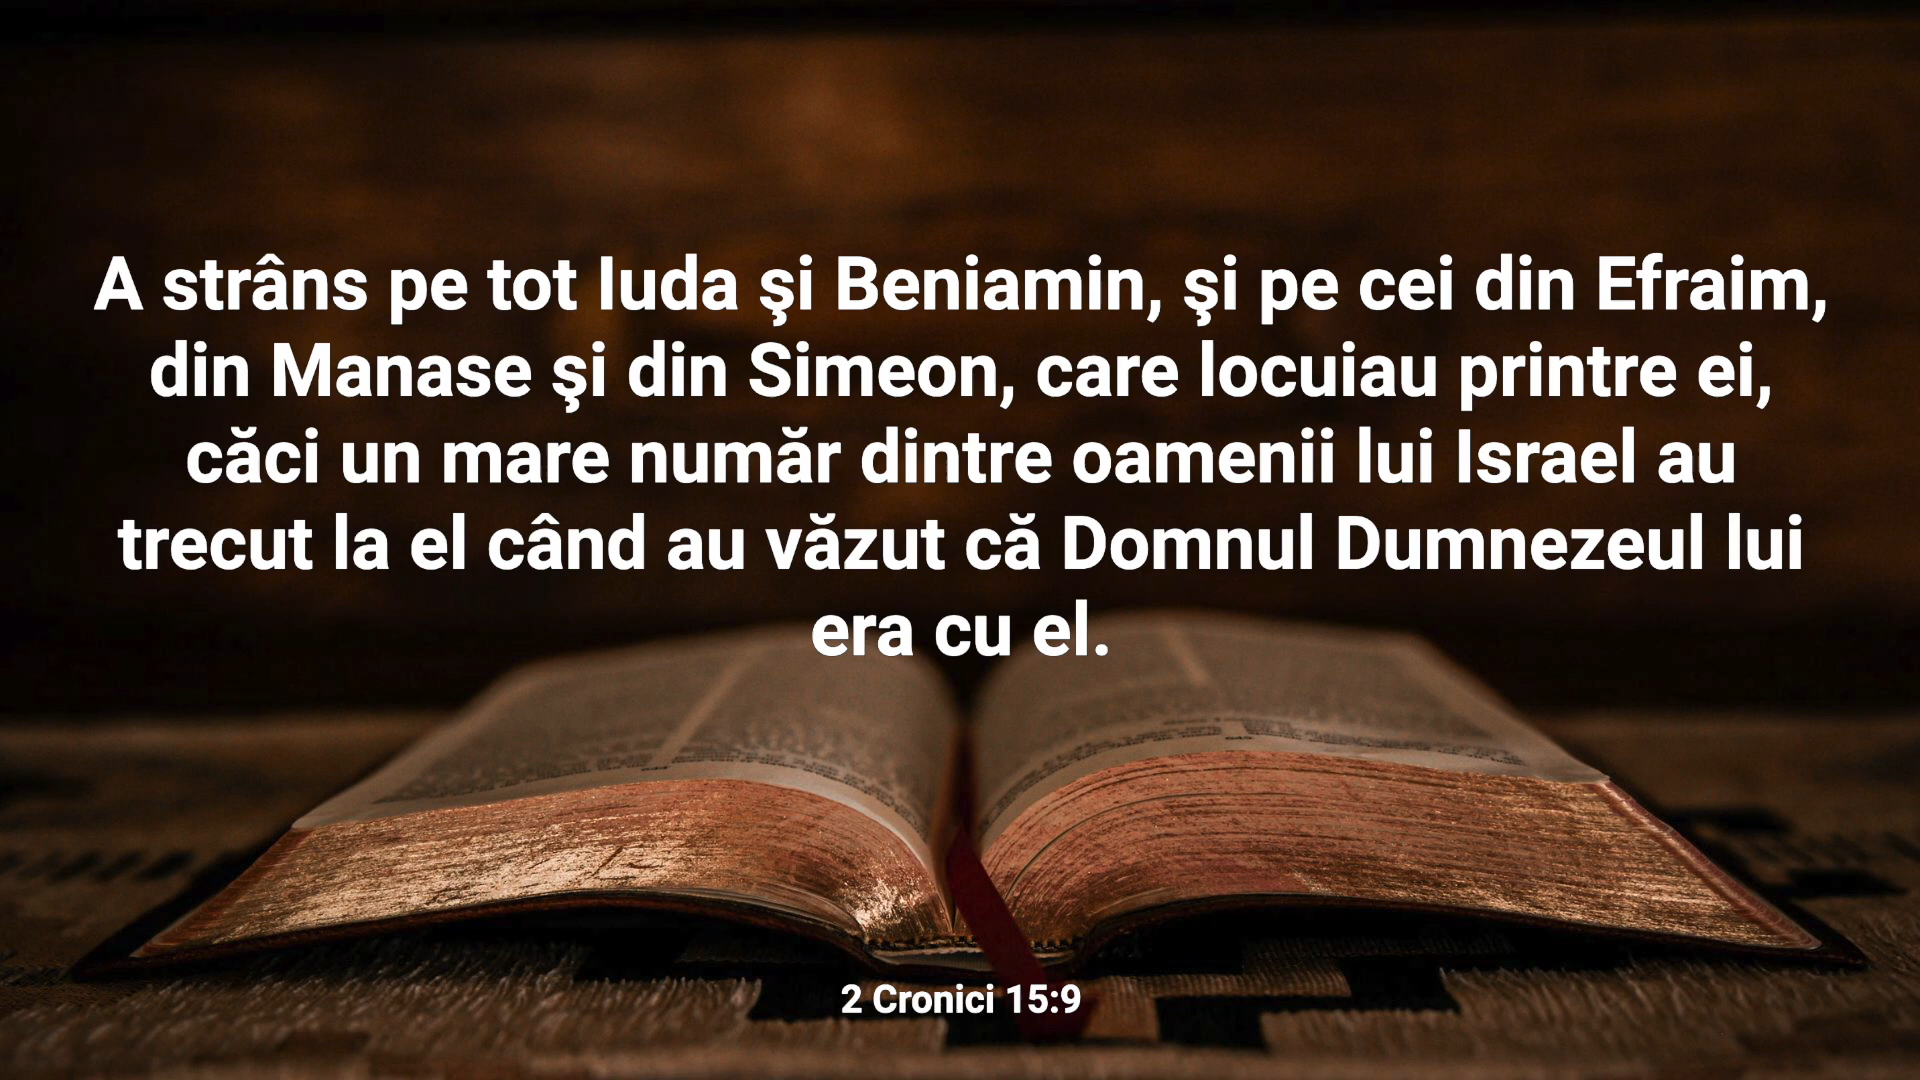 A strâns pe tot Iuda şi Beniamin, şi pe cei din Efraim,
din Manase şi din Simeon, care locuiau printre ei,
căci un mare număr dintre oamenii lui Israel au
trecut la el când au văzut că Domnul Dumnezeul lui
era cu el.
2 Cronici 15:9